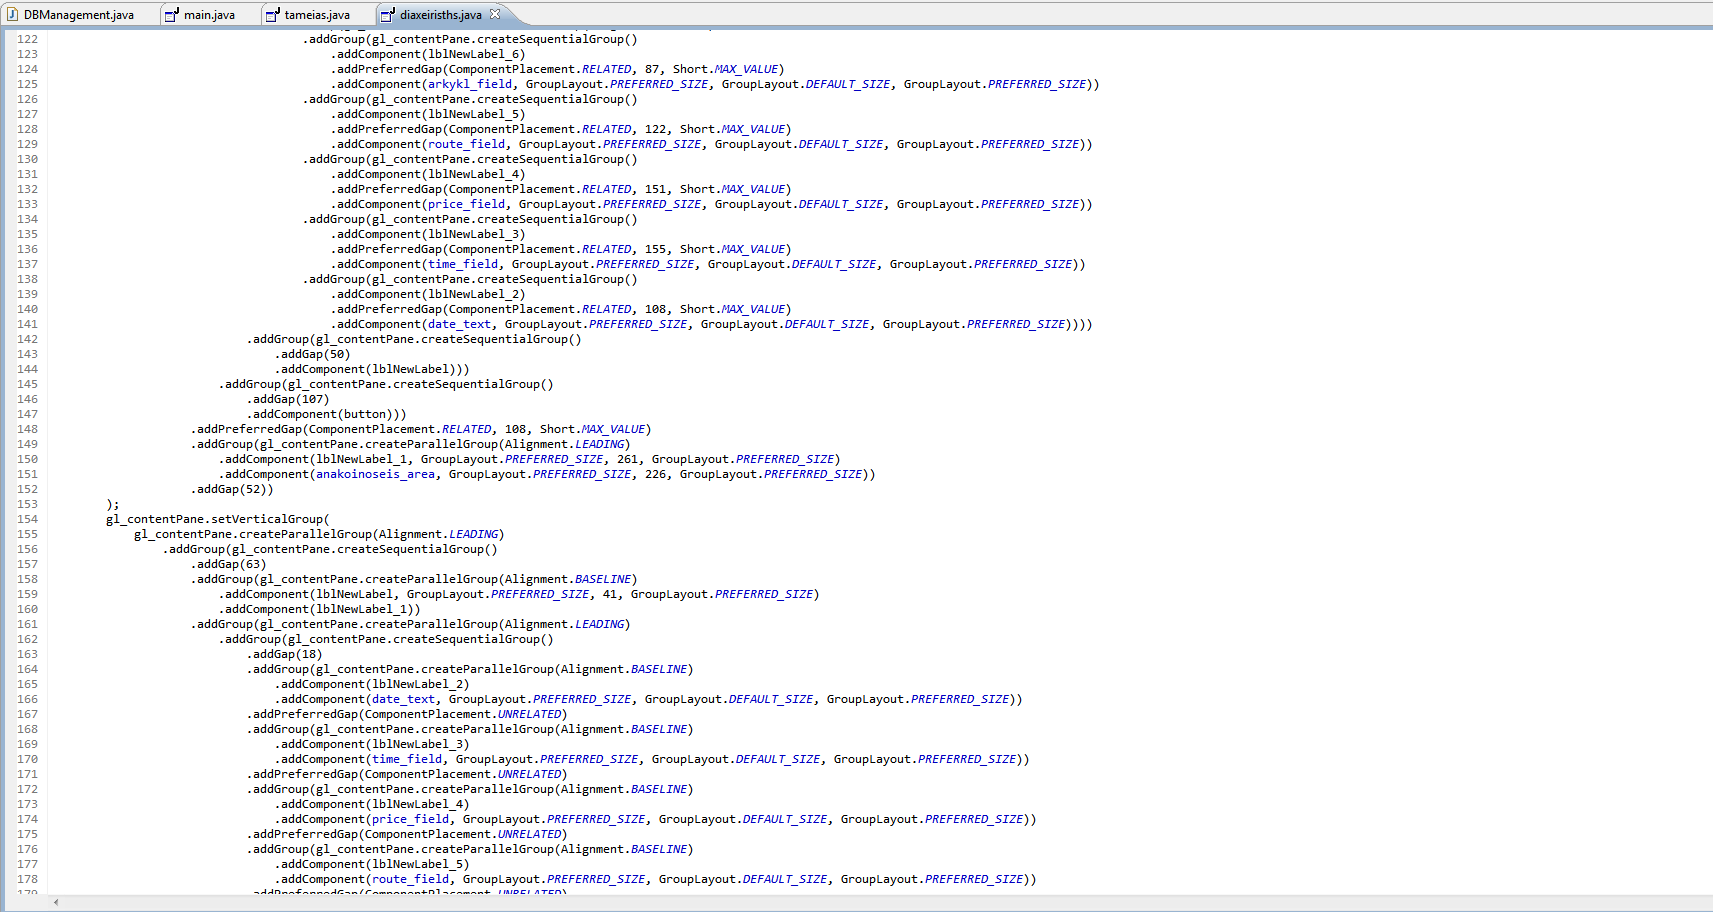 DBManagement.java main.java tameias.java diaxeirisths.java
122 .addGroup(gl_contentPane.createSequentialGroup()
123 .addComponent(lblNewLabel_6)
124 .addPreferredGap(ComponentPlacement.RELATED, 87, Short.MAX_VALUE)
125 .addComponent(arkykl_field, GroupLayout.PREFERRED_SIZE, GroupLayout.DEFAULT_SIZE, GroupLayout.PREFERRED_SIZE))
126 .addGroup(gl_contentPane.createSequentialGroup()
127 .addComponent(lblNewLabel_5)
128 .addPreferredGap(ComponentPlacement.RELATED, 122, Short.MAX_VALUE)
129 .addComponent(route_field, GroupLayout.PREFERRED_SIZE, GroupLayout.DEFAULT_SIZE, GroupLayout.PREFERRED_SIZE))
130 .addGroup(gl_contentPane.createSequentialGroup()
131 .addComponent(lblNewLabel_4)
132 .addPreferredGap(ComponentPlacement.RELATED, 151, Short.MAX_VALUE)
133 .addComponent(price_field, GroupLayout.PREFERRED_SIZE, GroupLayout.DEFAULT_SIZE, GroupLayout.PREFERRED_SIZE))
134 .addGroup(gl_contentPane.createSequentialGroup()
135 .addComponent(lblNewLabel_3)
136 .addPreferredGap(ComponentPlacement.RELATED, 155, Short.MAX_VALUE)
137 .addComponent(time_field, GroupLayout.PREFERRED_SIZE, GroupLayout.DEFAULT_SIZE, GroupLayout.PREFERRED_SIZE))
138 .addGroup(gl_contentPane.createSequentialGroup()
139 .addComponent(lblNewLabel_2)
140 .addPreferredGap(ComponentPlacement.RELATED, 108, Short.MAX_VALUE)
141 .addComponent(date_text, GroupLayout.PREFERRED_SIZE, GroupLayout.DEFAULT_SIZE, GroupLayout.PREFERRED_SIZE))))
142 .addGroup(gl_contentPane.createSequentialGroup()
143 .addGap(50)
144 .addComponent(lblNewLabel)))
145 .addGroup(gl_contentPane.createSequentialGroup()
146 .addGap(107)
147 .addComponent(button)))
148 .addPreferredGap(ComponentPlacement.RELATED, 108, Short.MAX_VALUE)
149 .addGroup(gl_contentPane.createParallelGroup(Alignment.LEADING)
150 .addComponent(lblNewLabel_1, GroupLayout.PREFERRED_SIZE, 261, GroupLayout.PREFERRED_SIZE)
151 .addComponent(anakoinoseis_area, GroupLayout.PREFERRED_SIZE, 226, GroupLayout.PREFERRED_SIZE))
152 .addGap(52))
153 );
154 gl_contentPane.setVerticalGroup(
155 gl_contentPane.createParallelGroup(Alignment.LEADING)
156 .addGroup(gl_contentPane.createSequentialGroup()
157 .addGap(63)
158 .addGroup(gl_contentPane.createParallelGroup(Alignment.BASELINE)
159 .addComponent(lblNewLabel, GroupLayout.PREFERRED_SIZE, 41, GroupLayout.PREFERRED_SIZE)
160 .addComponent(lblNewLabel_1))
161 .addGroup(gl_contentPane.createParallelGroup(Alignment.LEADING)
162 .addGroup(gl_contentPane.createSequentialGroup()
163 .addGap(18)
164 .addGroup(gl_contentPane.createParallelGroup(Alignment.BASELINE)
165 .addComponent(lblNewLabel_2)
166 .addComponent(date_text, GroupLayout.PREFERRED_SIZE, GroupLayout.DEFAULT_SIZE, GroupLayout.PREFERRED_SIZE))
167 .addPreferredGap(ComponentPlacement.UNRELATED)
168 .addGroup(gl_contentPane.createParallelGroup(Alignment.BASELINE)
169 .addComponent(lblNewLabel_3)
170 .addComponent(time_field, GroupLayout.PREFERRED_SIZE, GroupLayout.DEFAULT_SIZE, GroupLayout.PREFERRED_SIZE))
171 .addPreferredGap(ComponentPlacement.UNRELATED)
172 .addGroup(gl_contentPane.createParallelGroup(Alignment.BASELINE)
173 .addComponent(lblNewLabel_4)
174 .addComponent(price_field, GroupLayout.PREFERRED_SIZE, GroupLayout.DEFAULT_SIZE, GroupLayout.PREFERRED_SIZE))
175 .addPreferredGap(ComponentPlacement.UNRELATED)
176 .addGroup(gl_contentPane.createParallelGroup(Alignment.BASELINE)
177 .addComponent(lblNewLabel_5)
178 .addComponent(route_field, GroupLayout.PREFERRED_SIZE, GroupLayout.DEFAULT_SIZE, GroupLayout.PREFERRED_SIZE))
179 .addPreferredGap(ComponentPlacement.UNRELATED)